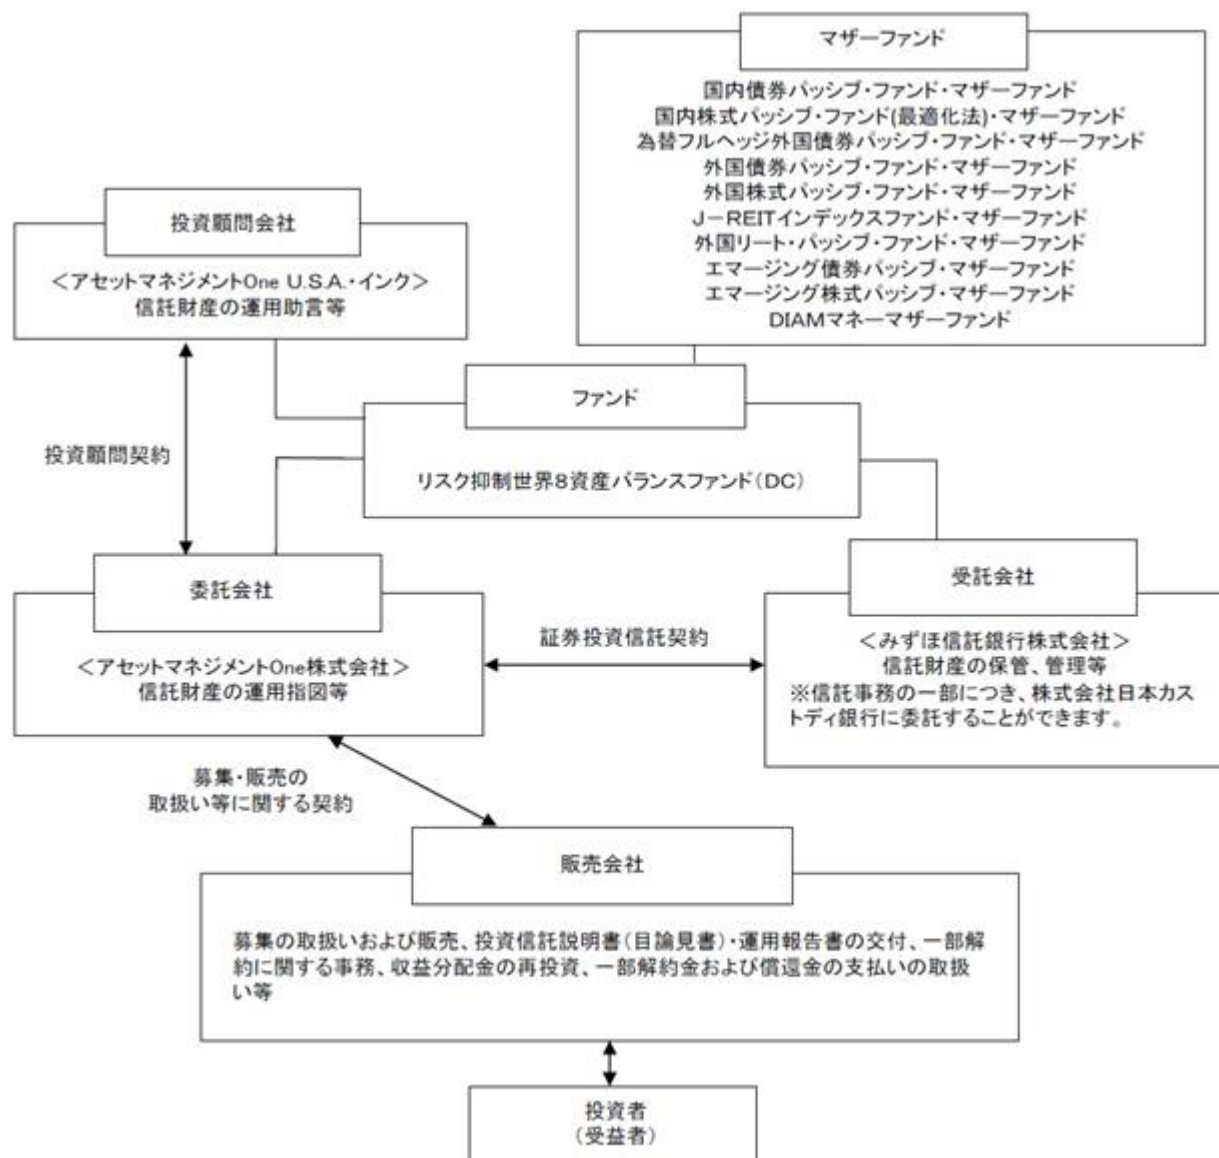 マザーファンド
国内債券パッシブ・ファンド・マザーファンド
国内株式パッシブ・ファンド(最適化法)・マザーファンド
為替フルヘッジ外国債券パッシブ・ファンド・マザーファンド
外国債券パッシブ・ファンド・マザーファンド
外国株式パッシブ・ファンド・マザーファンド
J－REITインデックスファンド・マザーファンド
外国リート・パッシブ・ファンド・マザーファンド
エマージング債券パッシブ・マザーファンド
エマージング株式パッシブ・マザーファンド
DIAMマネーマザーファンド
投資顧問会社
＜アセットマネジメントOne U.S.A.・インク＞
信託財産の運用助言等
ファンド
リスク抑制世界8資産バランスファンド（DC）
投資顧問契約
委託会社
＜アセットマネジメントOne株式会社＞
信託財産の運用指図等
証券投資信託契約
受託会社
＜みずほ信託銀行株式会社＞
信託財産の保管、管理等
※信託事務の一部につき、株式会社日本カス
トディ銀行に委託することができます。
募集・販売の
取扱い等に関する契約
販売会社
募集の取扱いおよび販売、投資信託説明書（目論見書）・運用報告書の交付、一部解
約に関する事務、収益分配金の再投資、一部解約金および償還金の支払いの取扱
い等
投資者
（受益者）